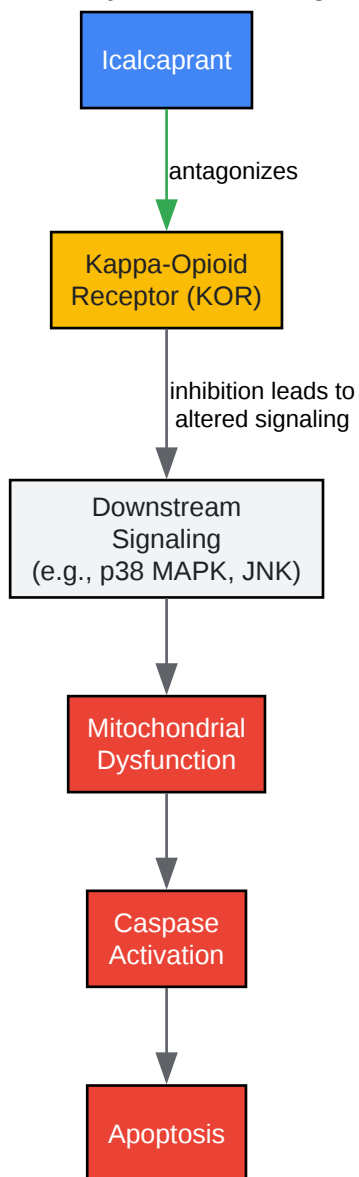 Icalcaprant
antagonizes
Kappa-Opioid
Receptor (KOR)
inhibition leads to
altered signaling
Downstream
Signaling
(e.g., p38 MAPK, JNK)
Mitochondrial
Dysfunction
Caspase
Activation
Apoptosis